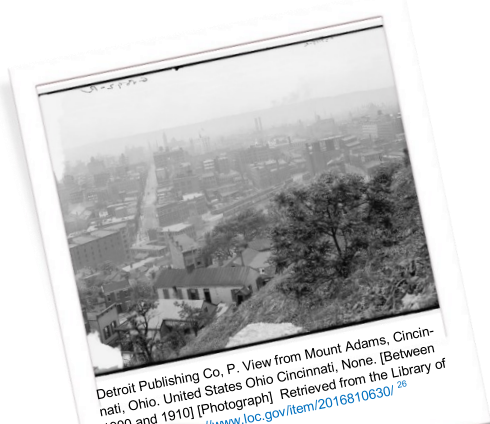 Detroit Publishing Co, P. View from Mount Adams, Cincin-
nati, Ohio. United States Ohio Cincinnati, None. [Between
and 1910] [Photograph] Retrieved from the Library of
//www.loc.gov/item/2016810630/ 26